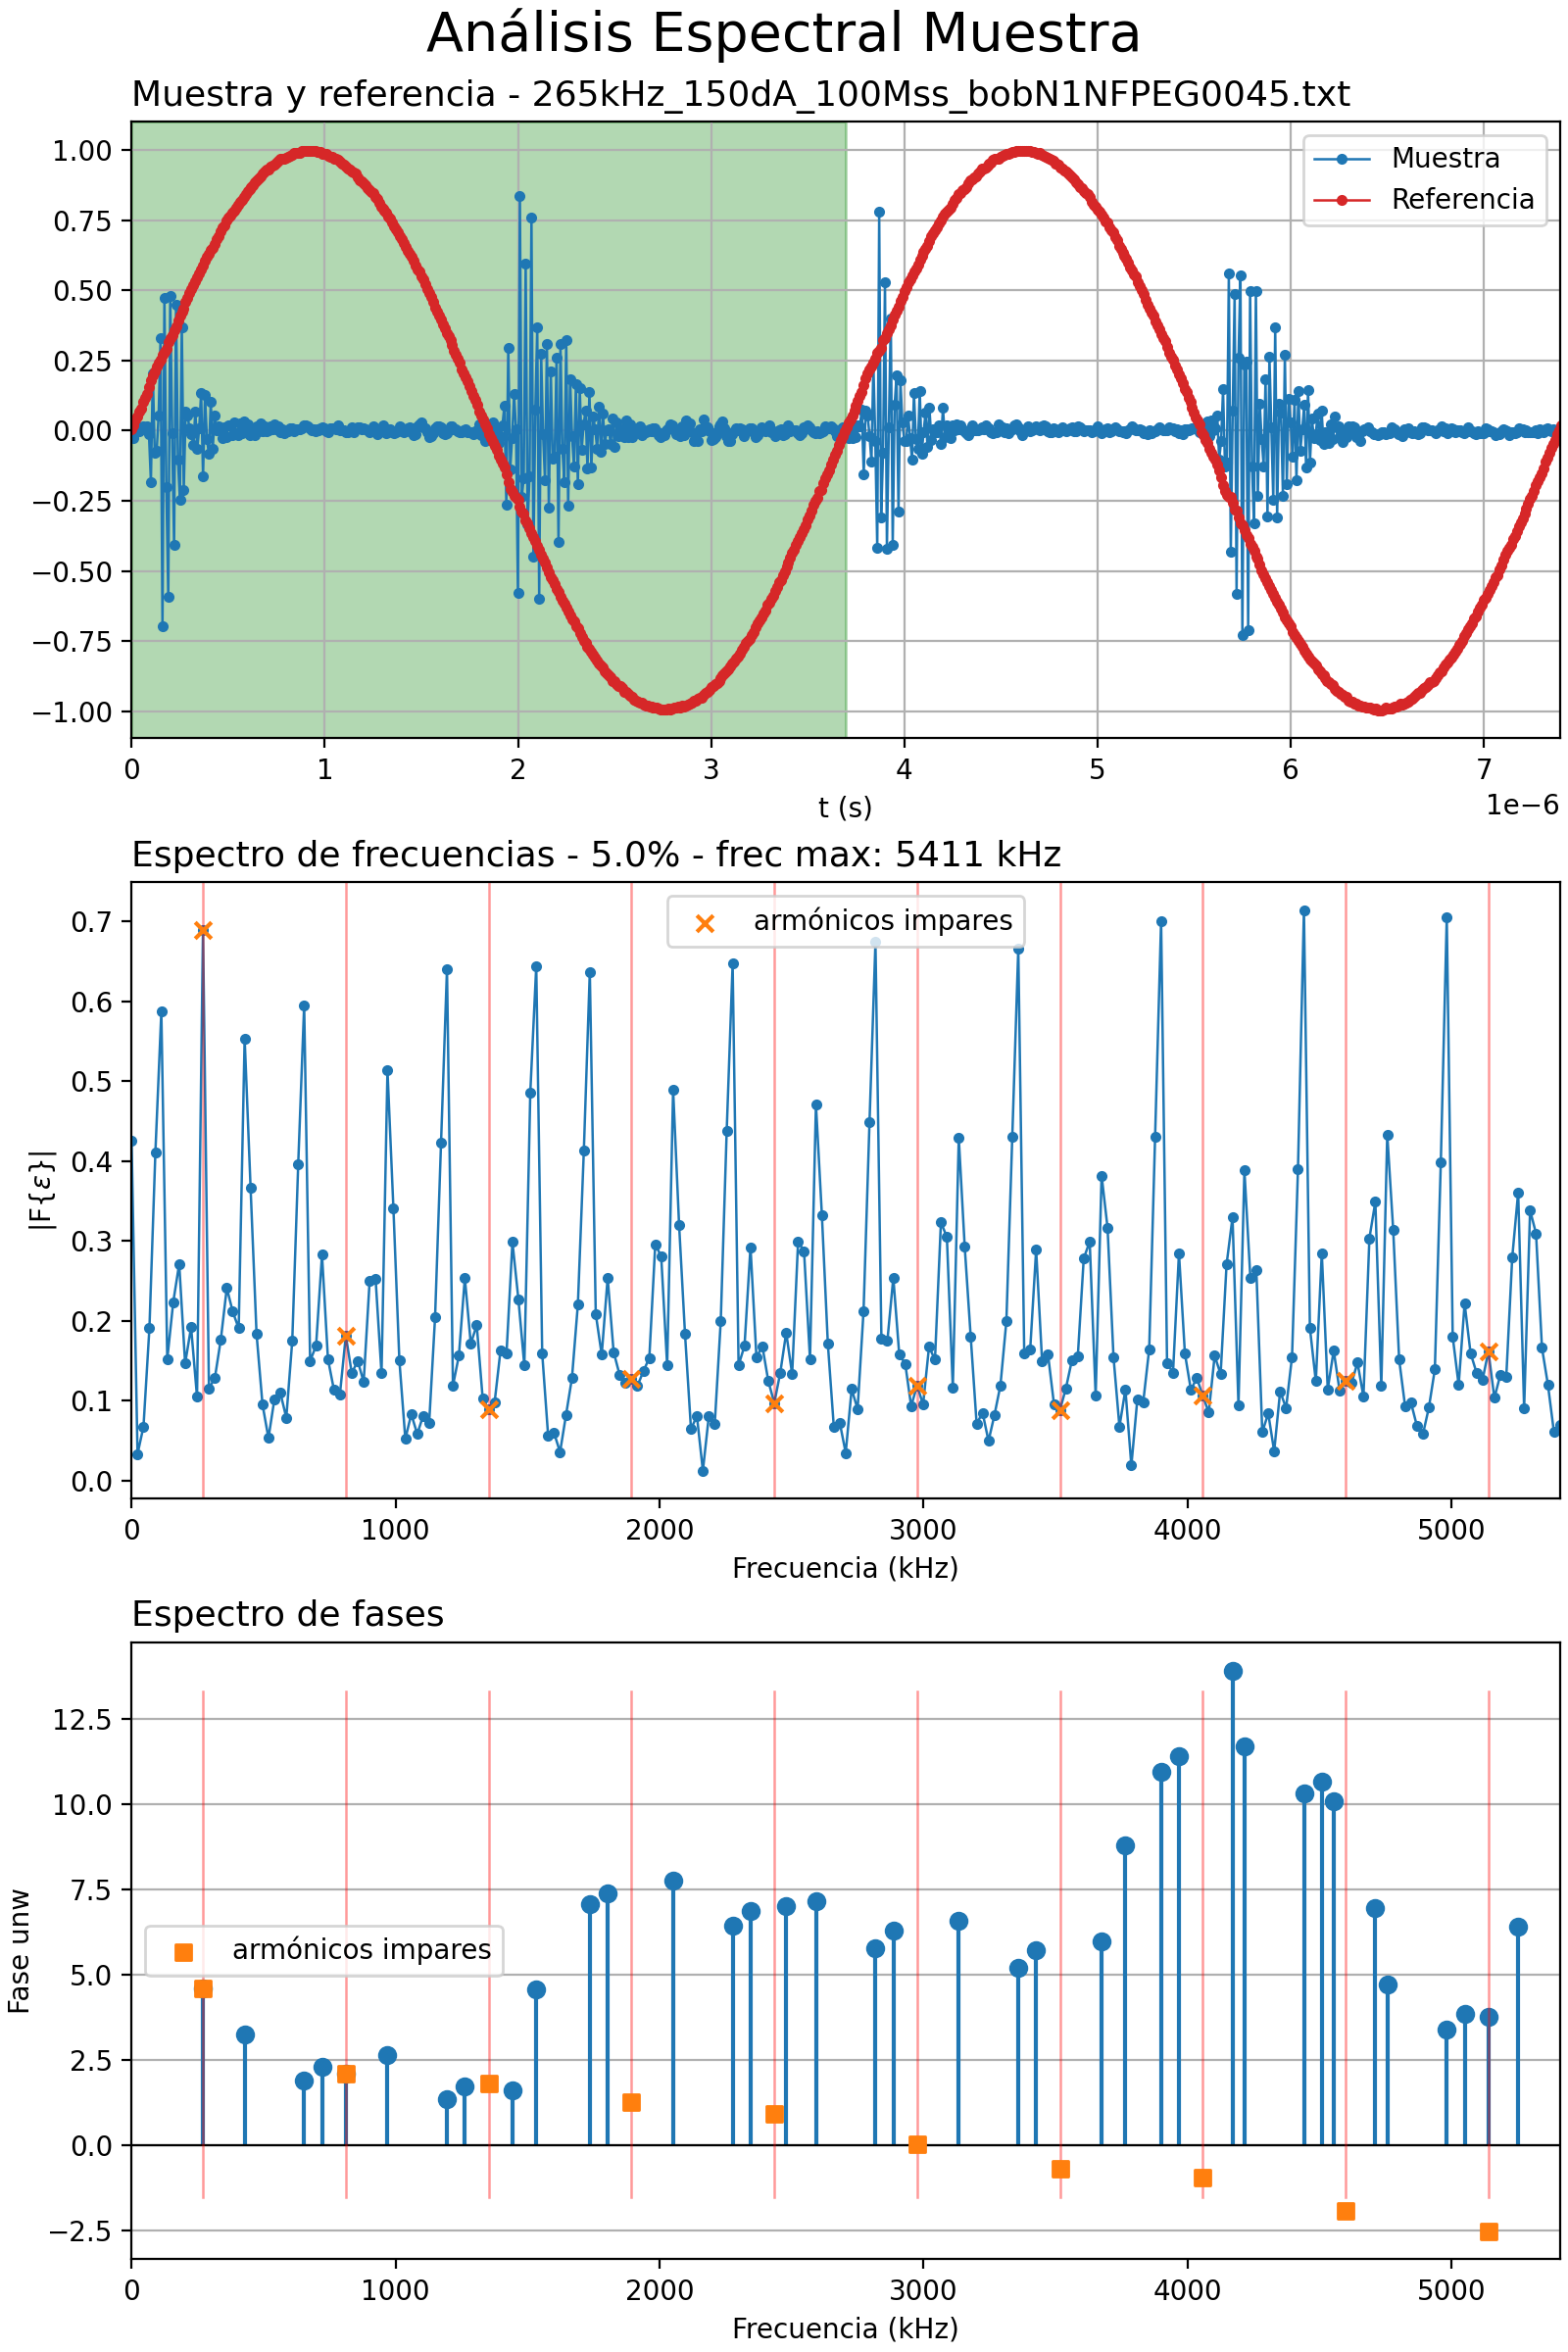 Análisis Espectral Muestra
Muestra y referencia - 265kHz_150dA_100Mss_bobN1NFPEG0045.txt
1.00
0.75
0.50
0.25
0.00
−0.25
−0.50
−0.75
−1.00
Muestra
Referencia
0 1 2 3 4 5 6 7
t (s)
1e−6
Espectro de frecuencias - 5.0% - frec max: 5411 kHz
|F{ε}|
0.7
0.6
0.5
0.4
0.3
0.2
0.1
0.0
armónicos impares
0 1000 2000 3000 4000 5000
Frecuencia (kHz)
Espectro de fases
Fase unw
12.5
10.0
7.5
5.0
2.5
0.0
−2.5
armónicos impares
0 1000 2000 3000 4000 5000
Frecuencia (kHz)